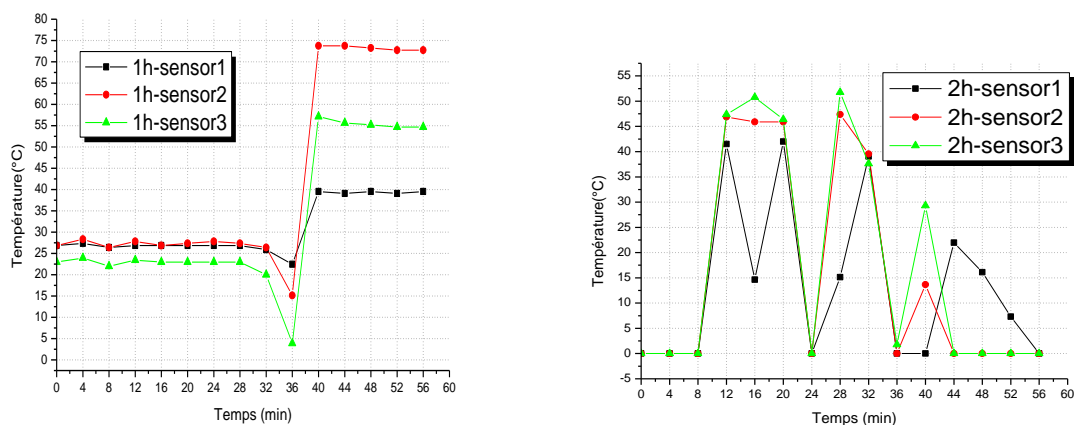 80
75
70
65
60
55
50
45
40
35
30
25
20
15
10
5
0
Température(°C)
1h-sensor1
1h-sensor2
1h-sensor3
0 4 8 12 16 20 24 28 32 36 40 44 48 52 56 60
Temps (min)
55
50
45
40
35
30
25
20
15
10
5
0
-5
Température(°C)
2h-sensor1
2h-sensor2
2h-sensor3
0 4 8 12 16 20 24 28 32 36 40 44 48 52 56 60
Temps (min)